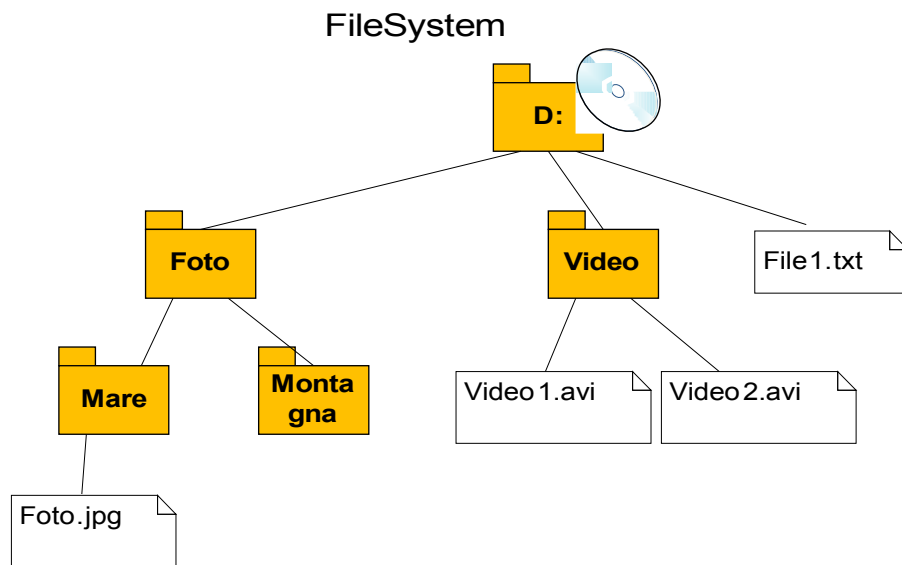 FileSystem
D:
Foto
Video
File1.txt
Mare
Monta
gna
Video1.avi
Video2.avi
Foto.jpg